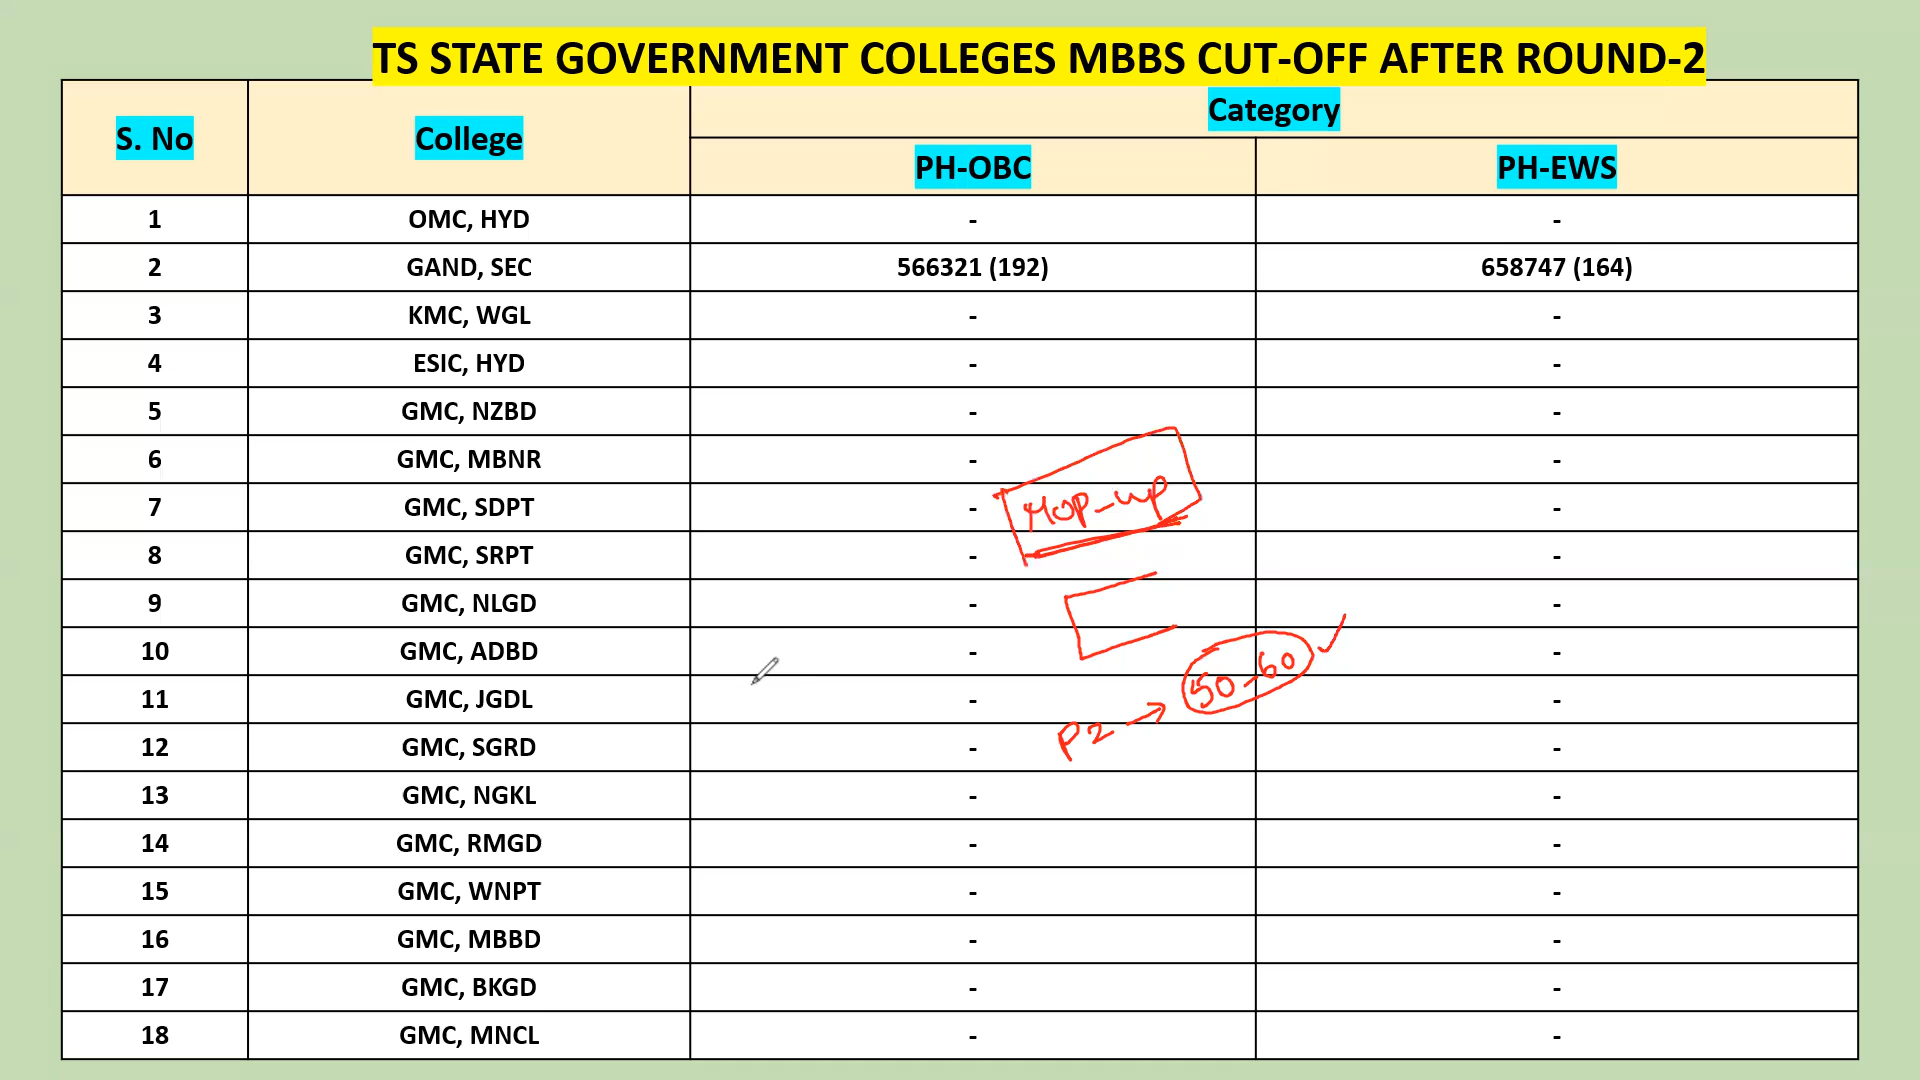 TS STATE GOVERNMENT COLLEGES MBBS CUT-OFF AFTER ROUND-2
S. No College Category
PH-OBC PH-EWS
1 OMC, HYD - -
2 GAND, SEC 566321 (192) 658747 (164)
3 KMC, WGL - -
4 ESIC, HYD - -
5 GMC, NZBD - -
6 GMC, MBNR - -
7 GMC, SDPT - -
8 GMC, SRPT - -
9 GMC, NLGD - -
10 GMC, ADBD - -
11 GMC, JGDL - -
12 GMC, SGRD - -
13 GMC, NGKL - -
14 GMC, RMGD - -
15 GMC, WNPT - -
16 GMC, MBBD - -
17 GMC, BKGD - -
18 GMC, MNCL - -
MOP-UP
P2 → 50-60 ✓